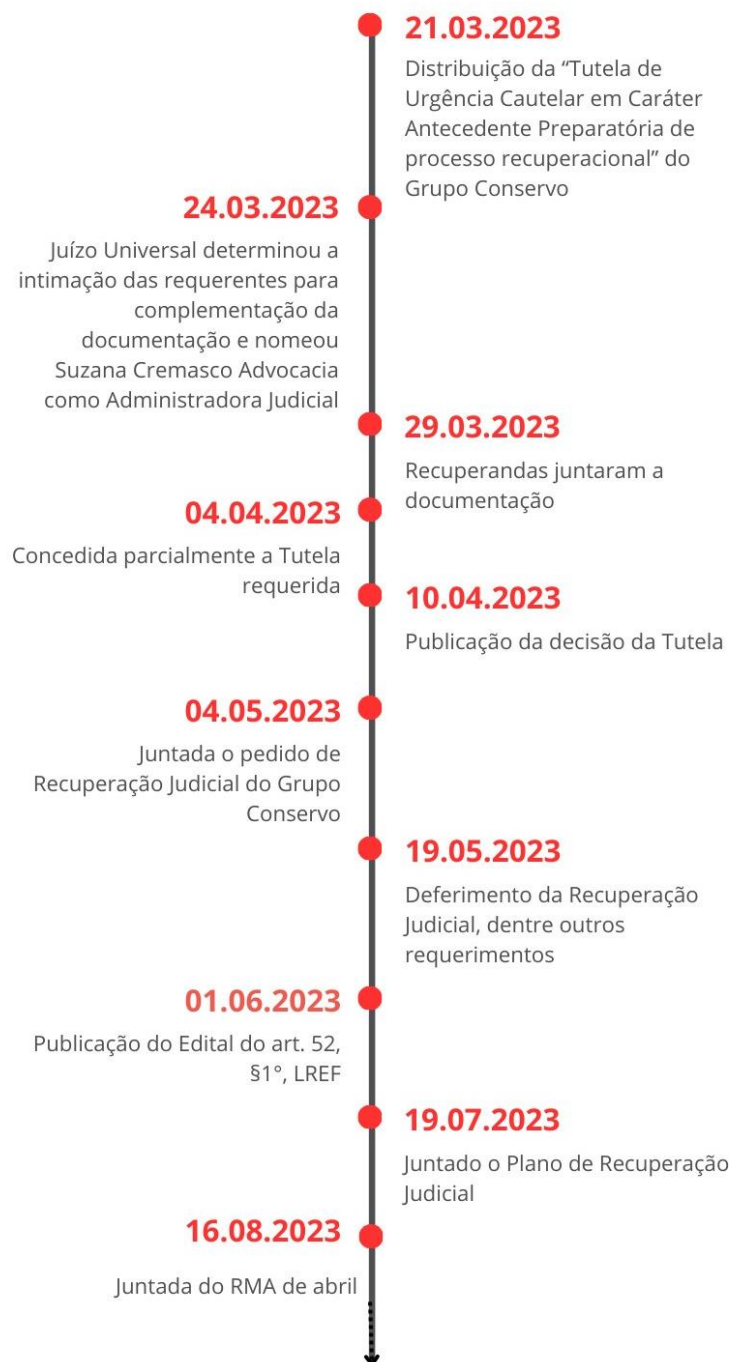 21.03.2023
Distribuição da “Tutela de
Urgência Cautelar em Caráter
Antecedente Preparatória de
processo recuperacional” do
Grupo Conservo
24.03.2023
Juízo Universal determinou a
intimação das requerentes para
complementação da
documentação e nomeou
Suzana Cremasco Advocacia
como Administradora Judicial
29.03.2023
Recuperandas juntaram a
documentação
04.04.2023
Concedida parcialmente a Tutela
requerida
10.04.2023
Publicação da decisão da Tutela
04.05.2023
Juntada o pedido de
Recuperação Judicial do Grupo
Conservo
19.05.2023
Deferimento da Recuperação
Judicial, dentre outros
requerimentos
01.06.2023
Publicação do Edital do art. 52,
§1°, LREF
19.07.2023
Juntado o Plano de Recuperação
Judicial
16.08.2023
Juntada do RMA de abril